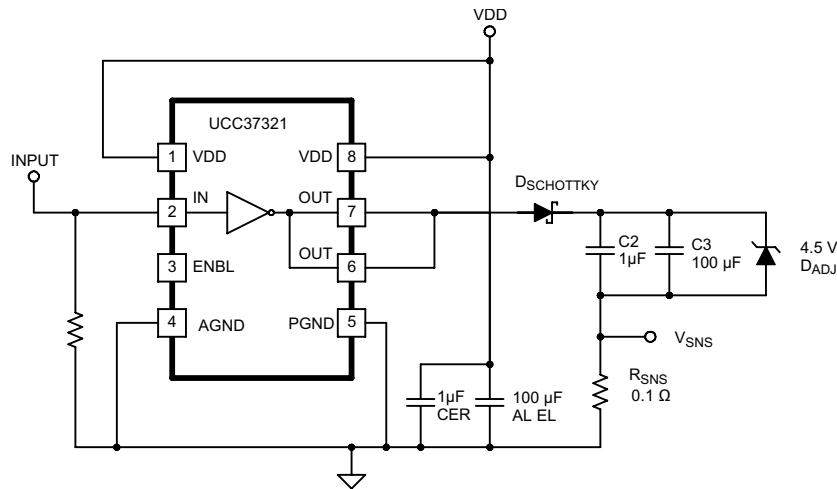 VDD
UCC37321
INPUT
1 VDD
VDD 8
2 IN
OUT 7
3 ENBL
OUT 6
4 AGND
PGND 5
DSCHOTTKY
C2
1µF
C3
100 µF
4.5 V
DADJ
VSNS
RSNS
0.1 Ω
1µF
CER
100 µF
AL EL